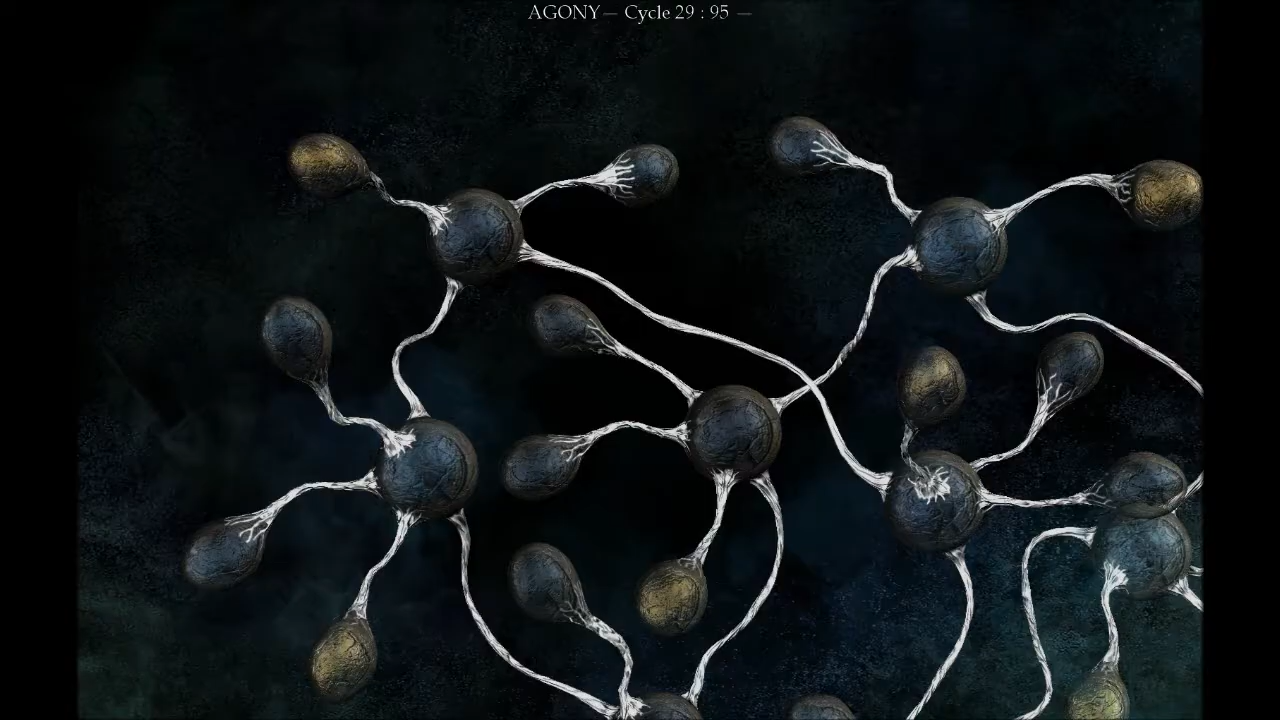 AGONY — Cycle 29 : 95 —